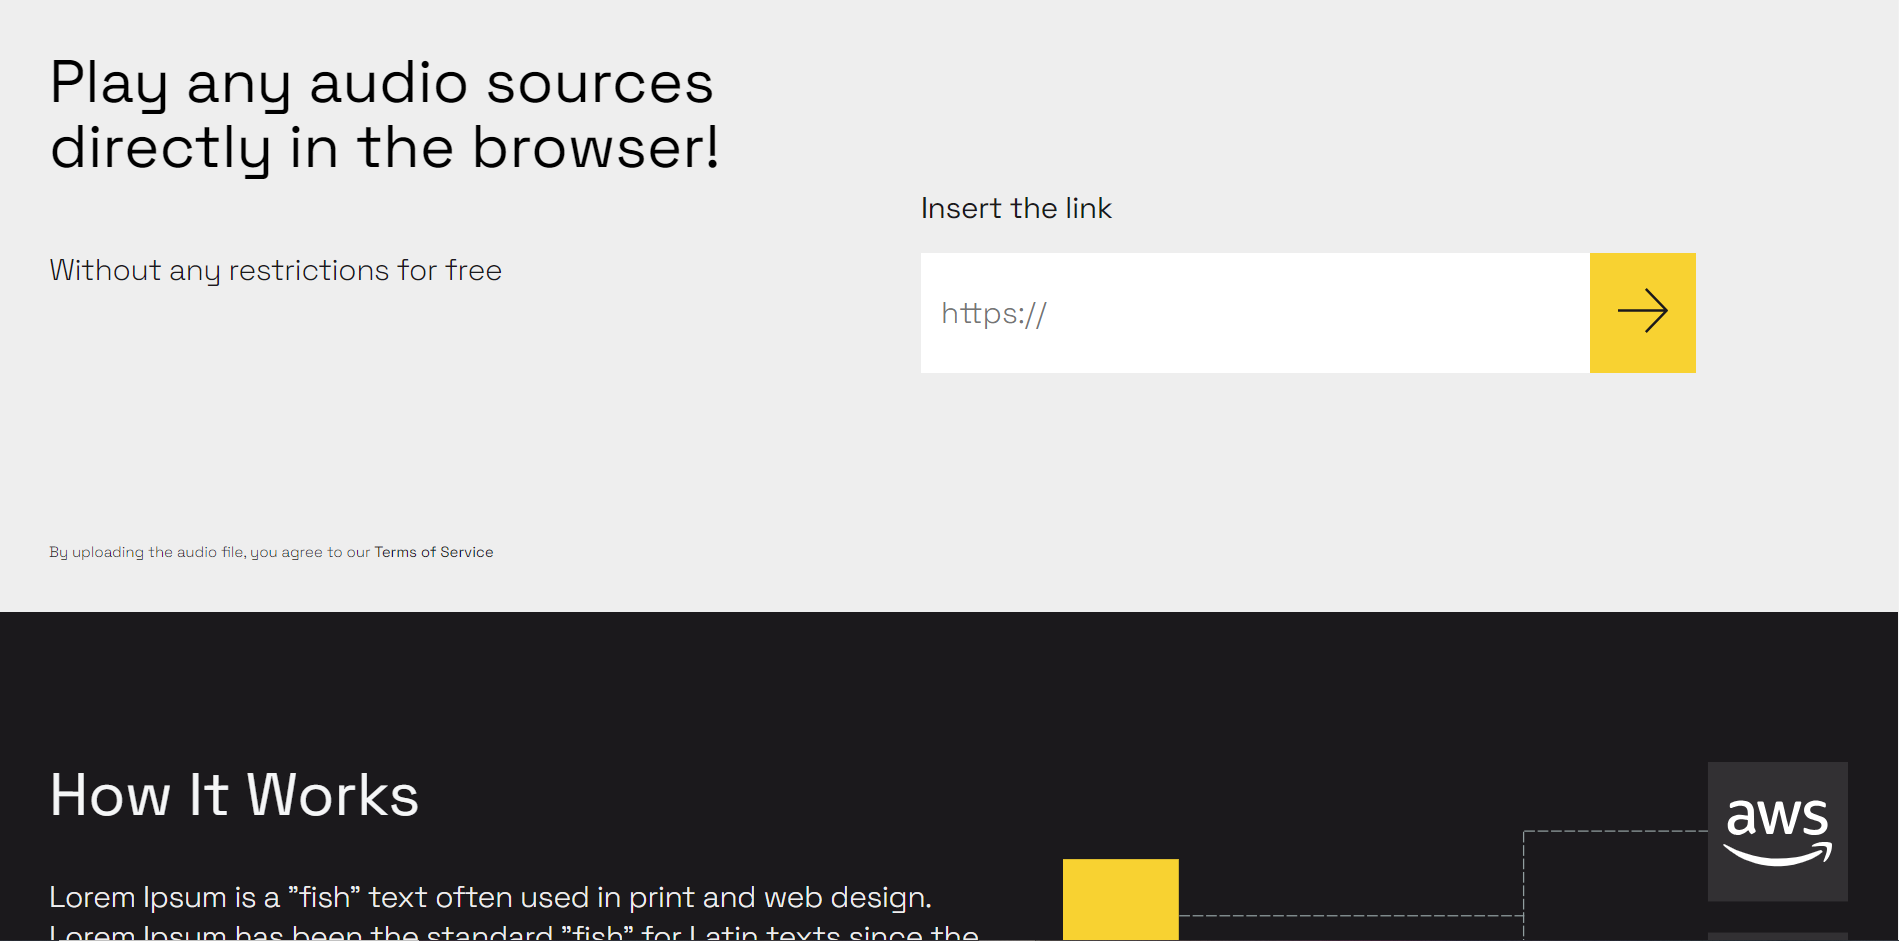 Play any audio sources
directly in the browser!
Without any restrictions for free
Insert the link
https://
By uploading the audio file, you agree to our Terms of Service
How It Works
aws
Lorem Ipsum is a ”fish” text often used in print and web design.
Lorem Ipsum has been the standard ”fish” for Latin texts since the